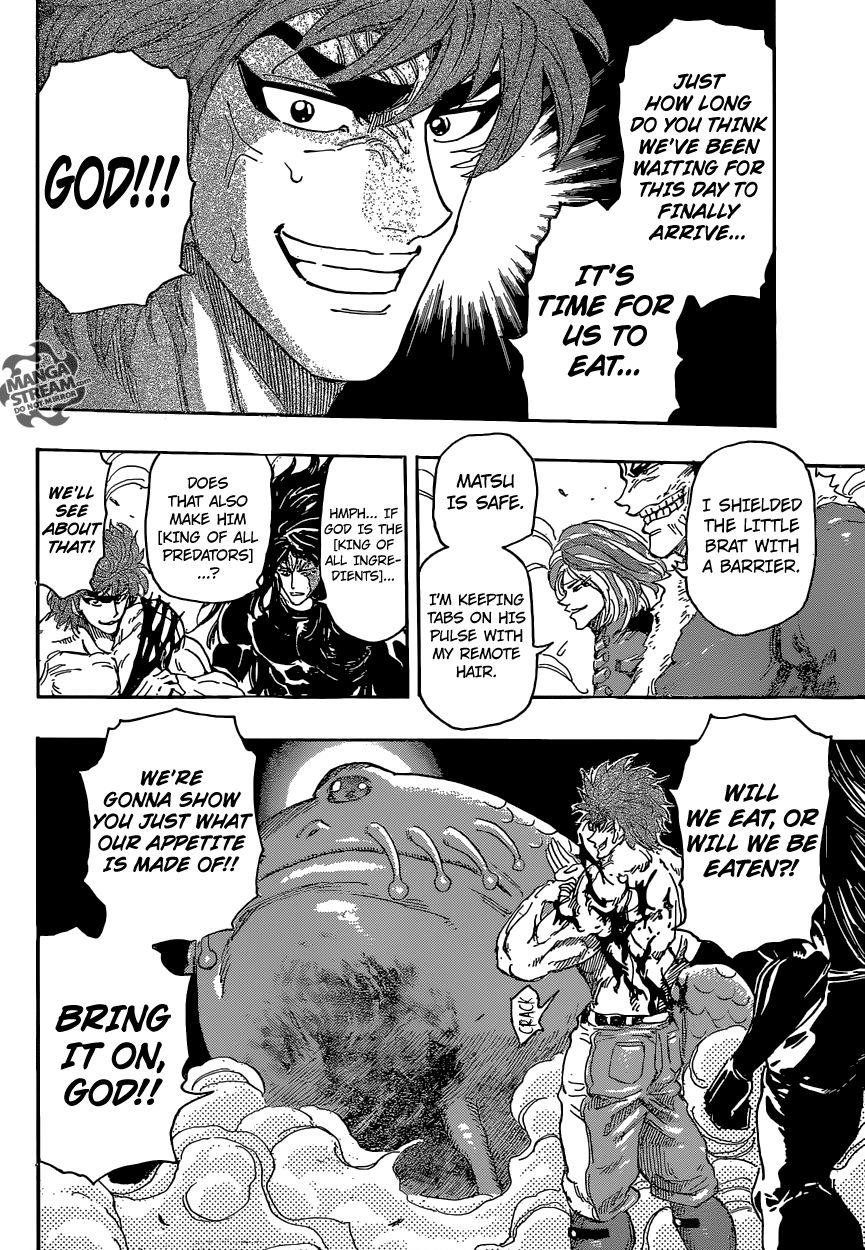 JUST
HOW LONG
DO YOU THINK
WE'VE BEEN
WAITING FOR
THIS DAY TO
FINALLY
ARRIVE...
IT'S
TIME FOR
US TO
EAT...
GOD!!!
MANGA
STREAM
DO NOT MIRROR
I SHIELDED
THE LITTLE
BRAT WITH
A BARRIER.
MATSU
IS SAFE.
I'M KEEPING
TABS ON HIS
PULSE WITH
MY REMOTE
HAIR.
HMPH... IF
GOD IS THE
[KING OF
ALL INGRE-
DIENTS]...
DOES
THAT ALSO
MAKE HIM
[KING OF ALL
PREDATORS]
...?
WE'LL
SEE
ABOUT
THAT!
WILL
WE EAT, OR
WILL WE BE
EATEN?!
WE'RE
GONNA SHOW
YOU JUST WHAT
OUR APPETITE
IS MADE OF!!
CRACK
BRING
IT ON,
GOD!!